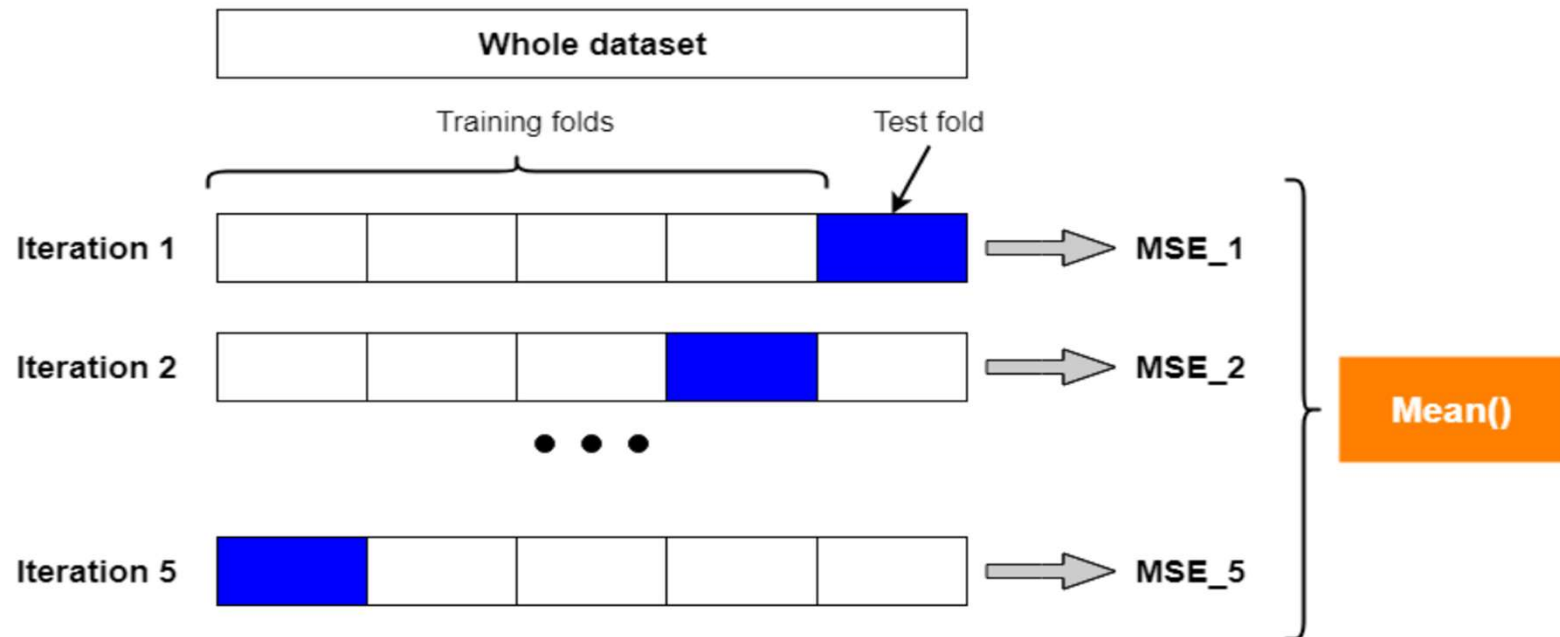 Whole dataset
Training folds
Test fold
Iteration 1
MSE_1
Iteration 2
MSE_2
Mean()
Iteration 5
MSE_5